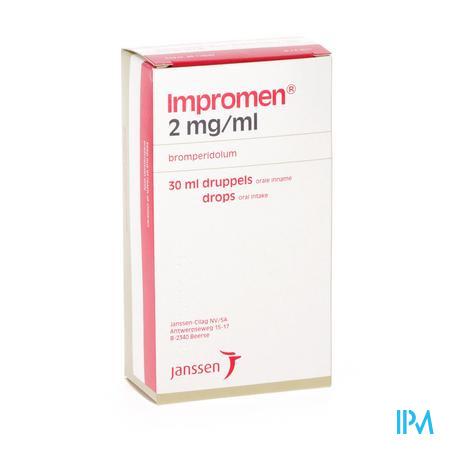 Impromen®
2 mg/ml
bromperidolum
30 ml druppels orale inname
drops oral intake
Janssen-Cilag NV/SA
Antwerpseweg 15-17
B-2340 Beerse
janssen
IPM